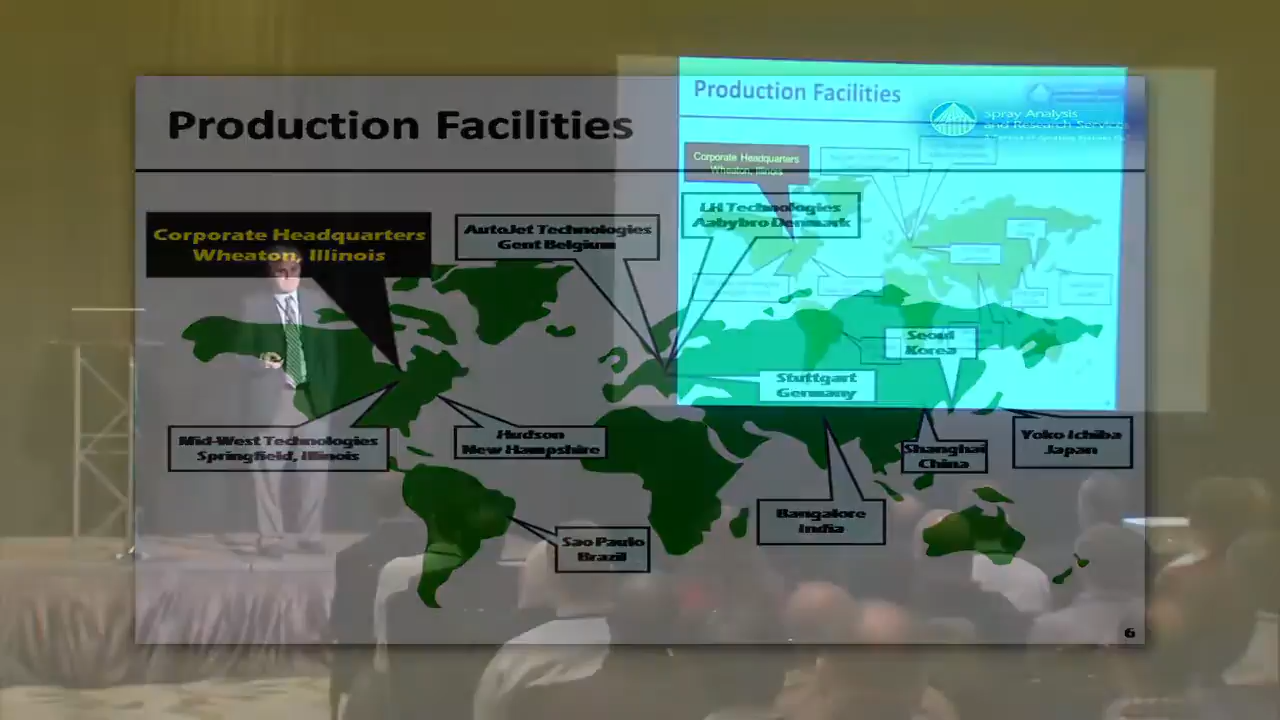 Production Facilities
Production Facilities
Spray Analysis
and Research Services
Corporate Headquarters
Wheaton, Illinois
Corporate Headquarters
Wheaton, Illinois
AutoJet Technologies
Gent Belgium
LH Technologies
Aabybro Denmark
Seoul
Korea
Stuttgart
Germany
Mid-West Technologies
Springfield, Illinois
Hudson
New Hampshire
Shanghai
China
Yoko Ichiba
Japan
Bangalore
India
Sao Paulo
Brazil
6